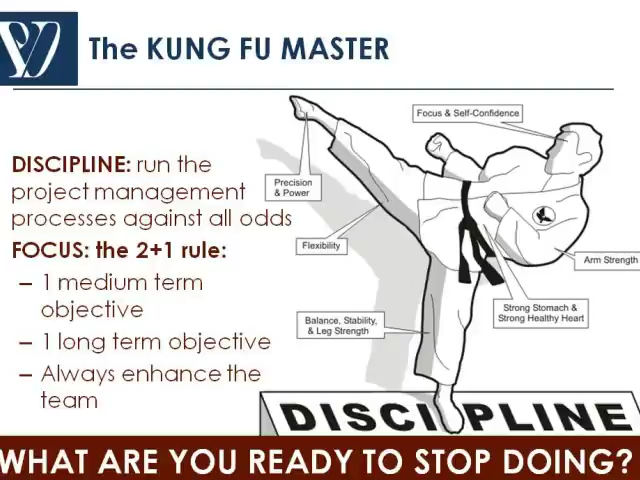 The KUNG FU MASTER
DISCIPLINE: run the
project management
processes against all odds
FOCUS: the 2+1 rule:
– 1 medium term
objective
– 1 long term objective
– Always enhance the
team
Focus & Self-Confidence
Precision
& Power
Flexibility
Arm Strength
Strong Stomach &
Strong Healthy Heart
Balance, Stability,
& Leg Strength
DISCIPLINE
WHAT ARE YOU READY TO STOP DOING?